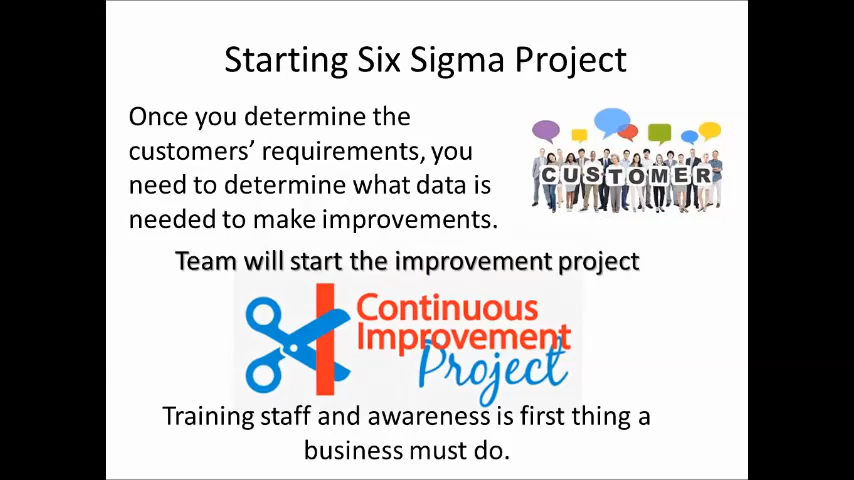 Starting Six Sigma Project
Once you determine the
customers’ requirements, you
need to determine what data is
needed to make improvements.
CUSTOMER
Team will start the improvement project
Continuous
Improvement
Project
Training staff and awareness is first thing a
business must do.